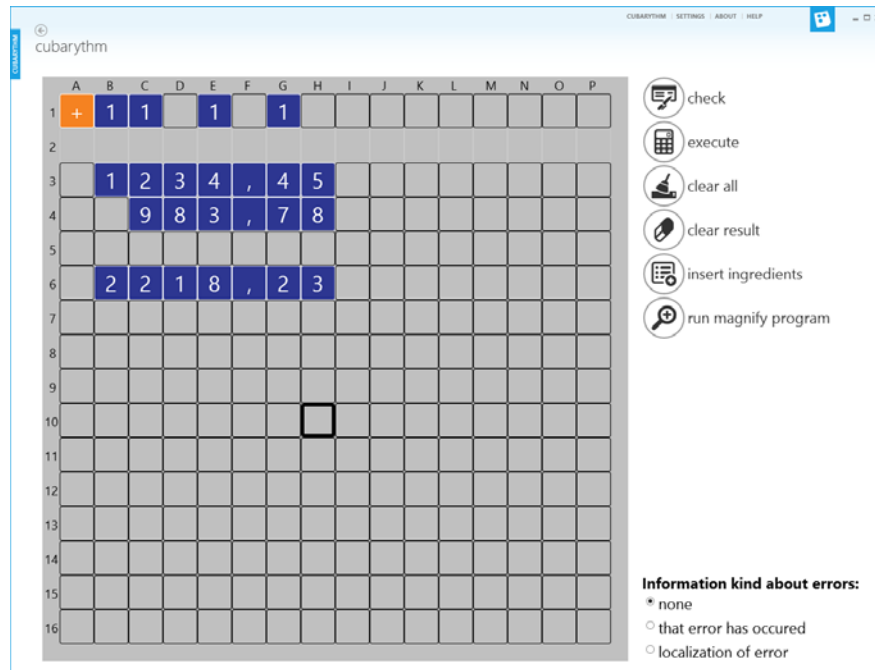 CUBARYTHM | SETTINGS | ABOUT | HELP
CUBARYTHM
cubarythm
A B C D E F G H I J K L M N O P
1 + 1 1 1 1
2
3 1 2 3 4 , 4 5
4 9 8 3 , 7 8
5
6 2 2 1 8 , 2 3
7
8
9
10
11
12
13
14
15
16
check
execute
clear all
clear result
insert ingredients
run magnify program
Information kind about errors:
none
that error has occured
localization of error